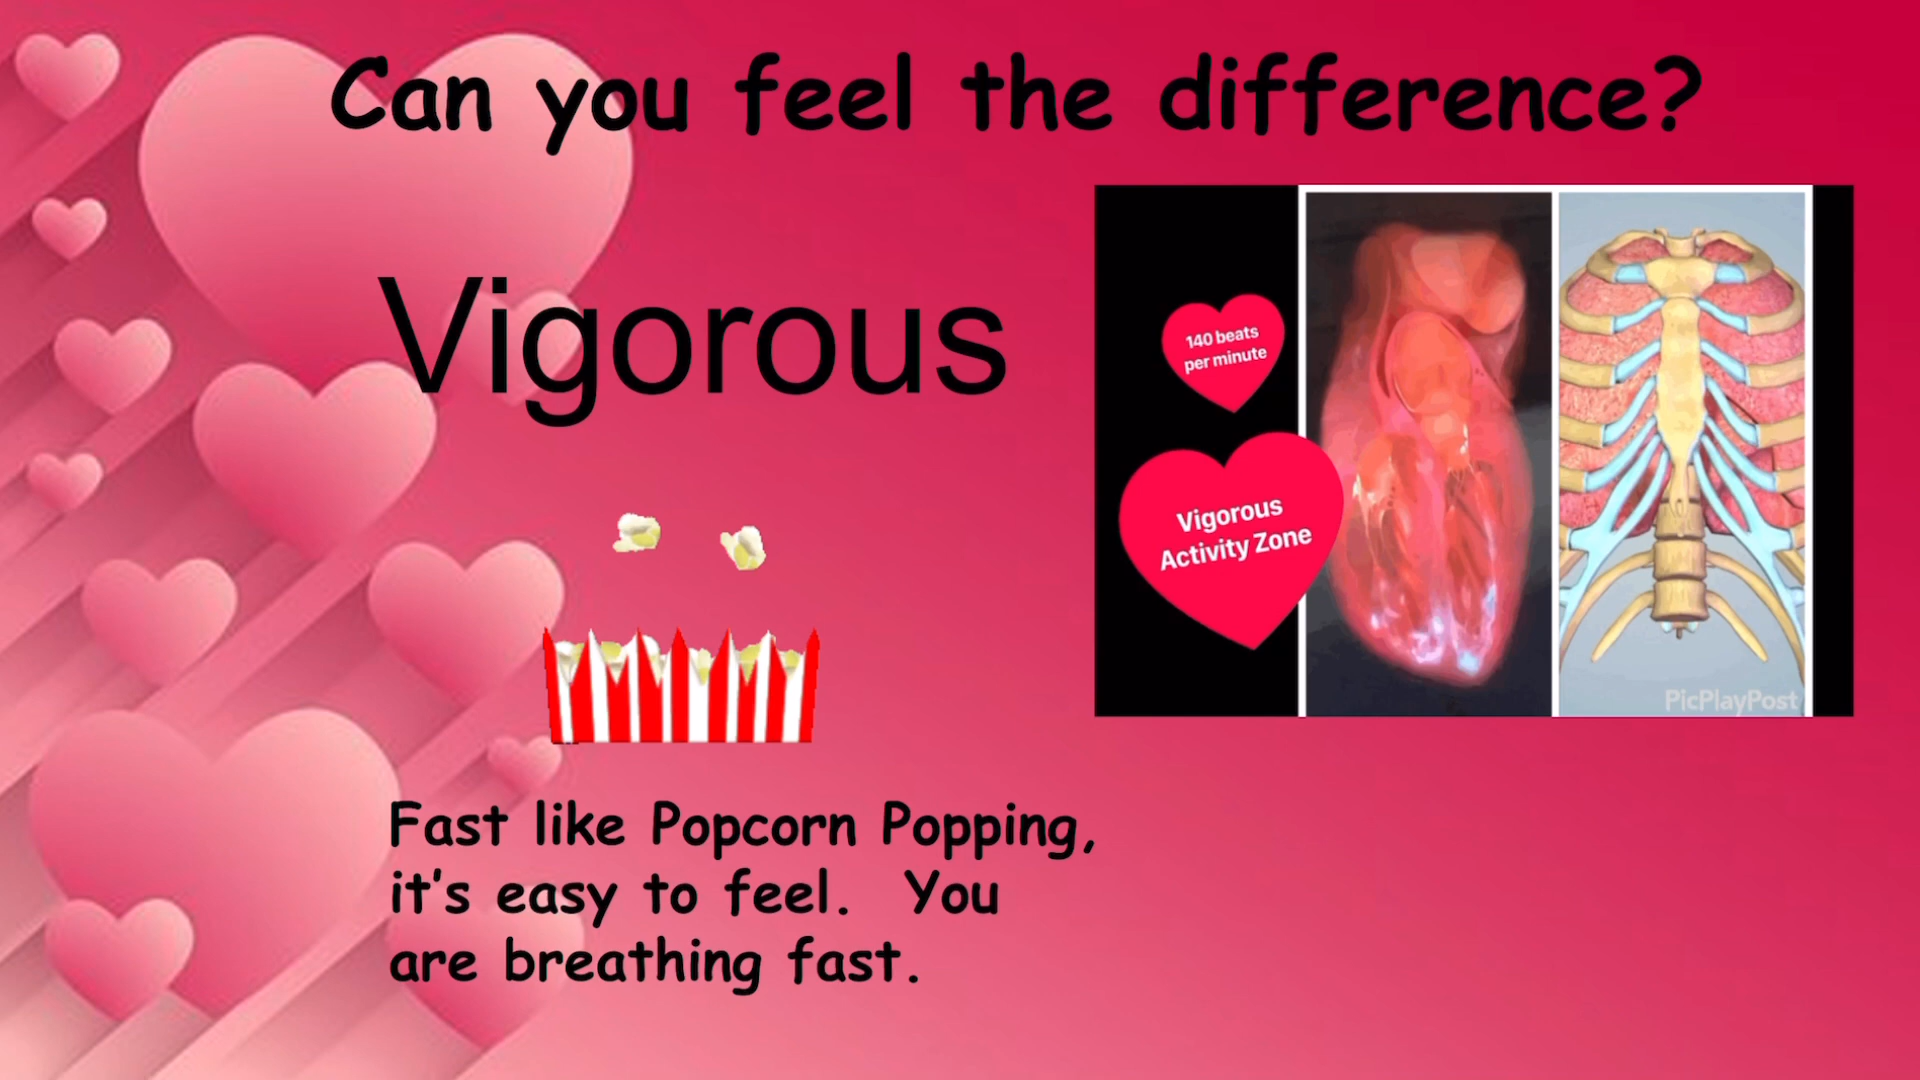 Can you feel the difference?
Vigorous
140 beats
per minute
Vigorous
Activity Zone
PicPlayPost
Fast like Popcorn Popping,
it's easy to feel. You
are breathing fast.